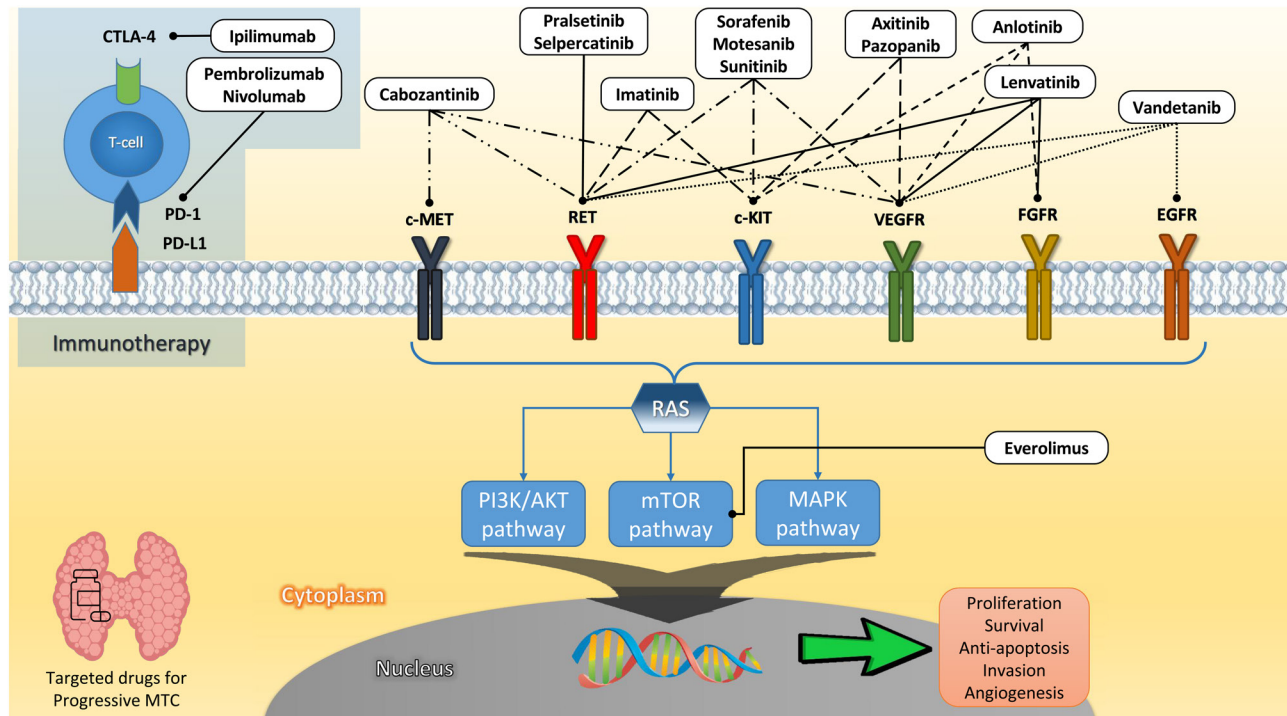 CTLA-4
Ipilimumab
Pembrolizumab
Nivolumab
T-cell
PD-1
PD-L1
Immunotherapy
Cabozantinib
Pralsetinib
Selpercatinib
Imatinib
Sorafenib
Motesanib
Sunitinib
Axitinib
Pazopanib
Anlotinib
Lenvatinib
Vandetanib
c-MET
RET
c-KIT
VEGFR
FGFR
EGFR
RAS
Everolimus
PI3K/AKT
pathway
mTOR
pathway
MAPK
pathway
Cytoplasm
Nucleus
Proliferation
Survival
Anti-apoptosis
Invasion
Angiogenesis
Targeted drugs for
Progressive MTC